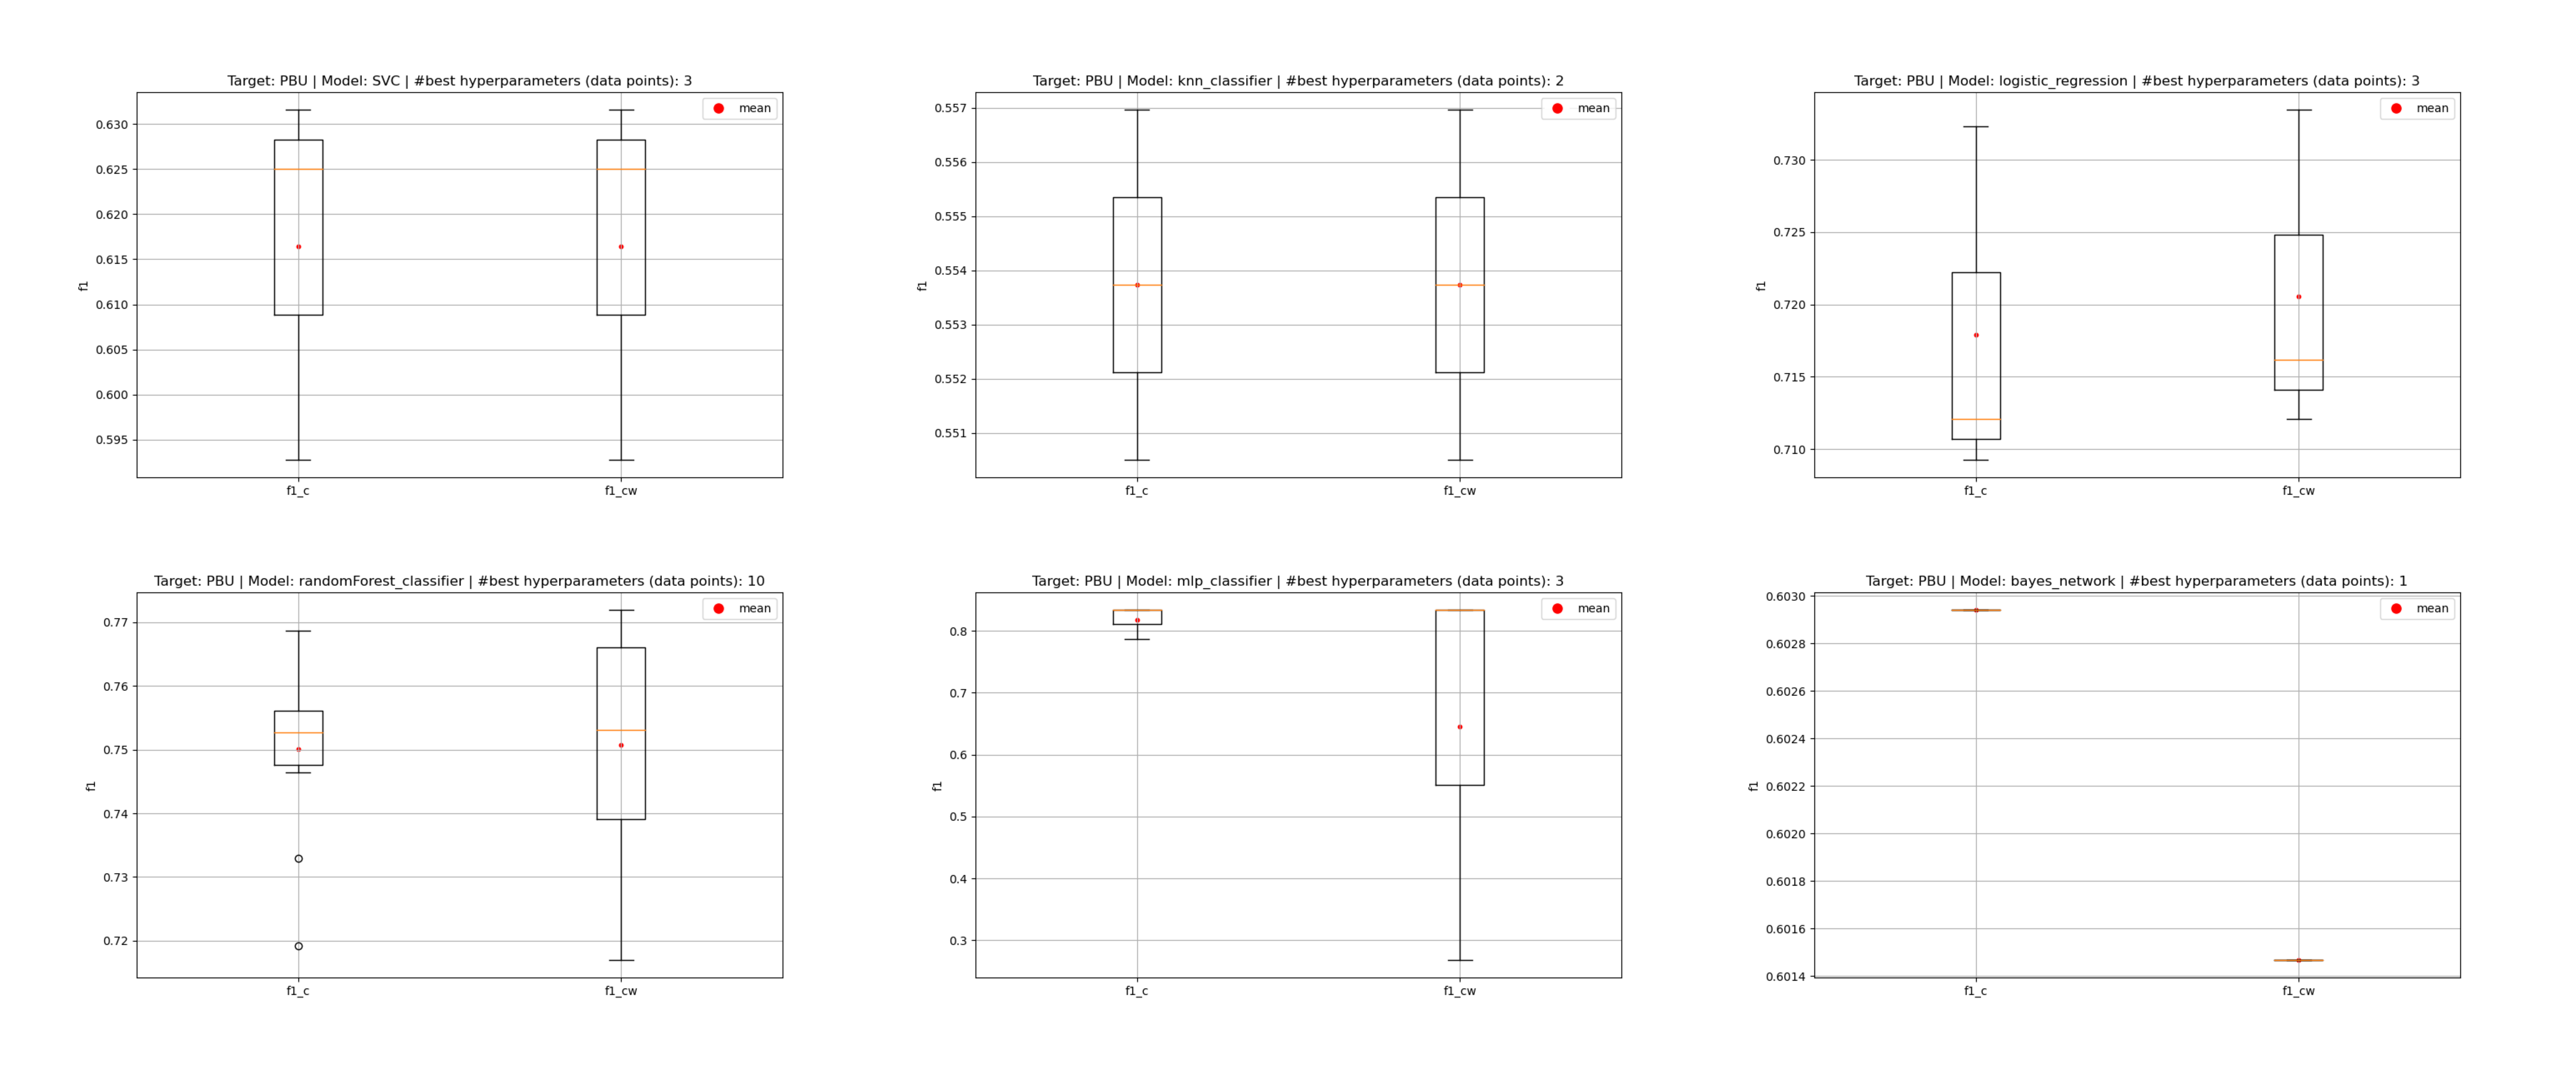 Target: PBU | Model: SVC | #best hyperparameters (data points): 3
mean
0.630
0.625
0.620
0.615
0.610
0.605
0.600
0.595
f1
f1_c
f1_cw
Target: PBU | Model: knn_classifier | #best hyperparameters (data points): 2
mean
0.557
0.556
0.555
0.554
0.553
0.552
0.551
f1
f1_c
f1_cw
Target: PBU | Model: logistic_regression | #best hyperparameters (data points): 3
mean
0.730
0.725
0.720
0.715
0.710
f1
f1_c
f1_cw
Target: PBU | Model: randomForest_classifier | #best hyperparameters (data points): 10
mean
0.77
0.76
0.75
0.74
0.73
0.72
f1
f1_c
f1_cw
Target: PBU | Model: mlp_classifier | #best hyperparameters (data points): 3
mean
0.8
0.7
0.6
0.5
0.4
0.3
f1
f1_c
f1_cw
Target: PBU | Model: bayes_network | #best hyperparameters (data points): 1
mean
0.6030
0.6028
0.6026
0.6024
0.6022
0.6020
0.6018
0.6016
0.6014
f1
f1_c
f1_cw